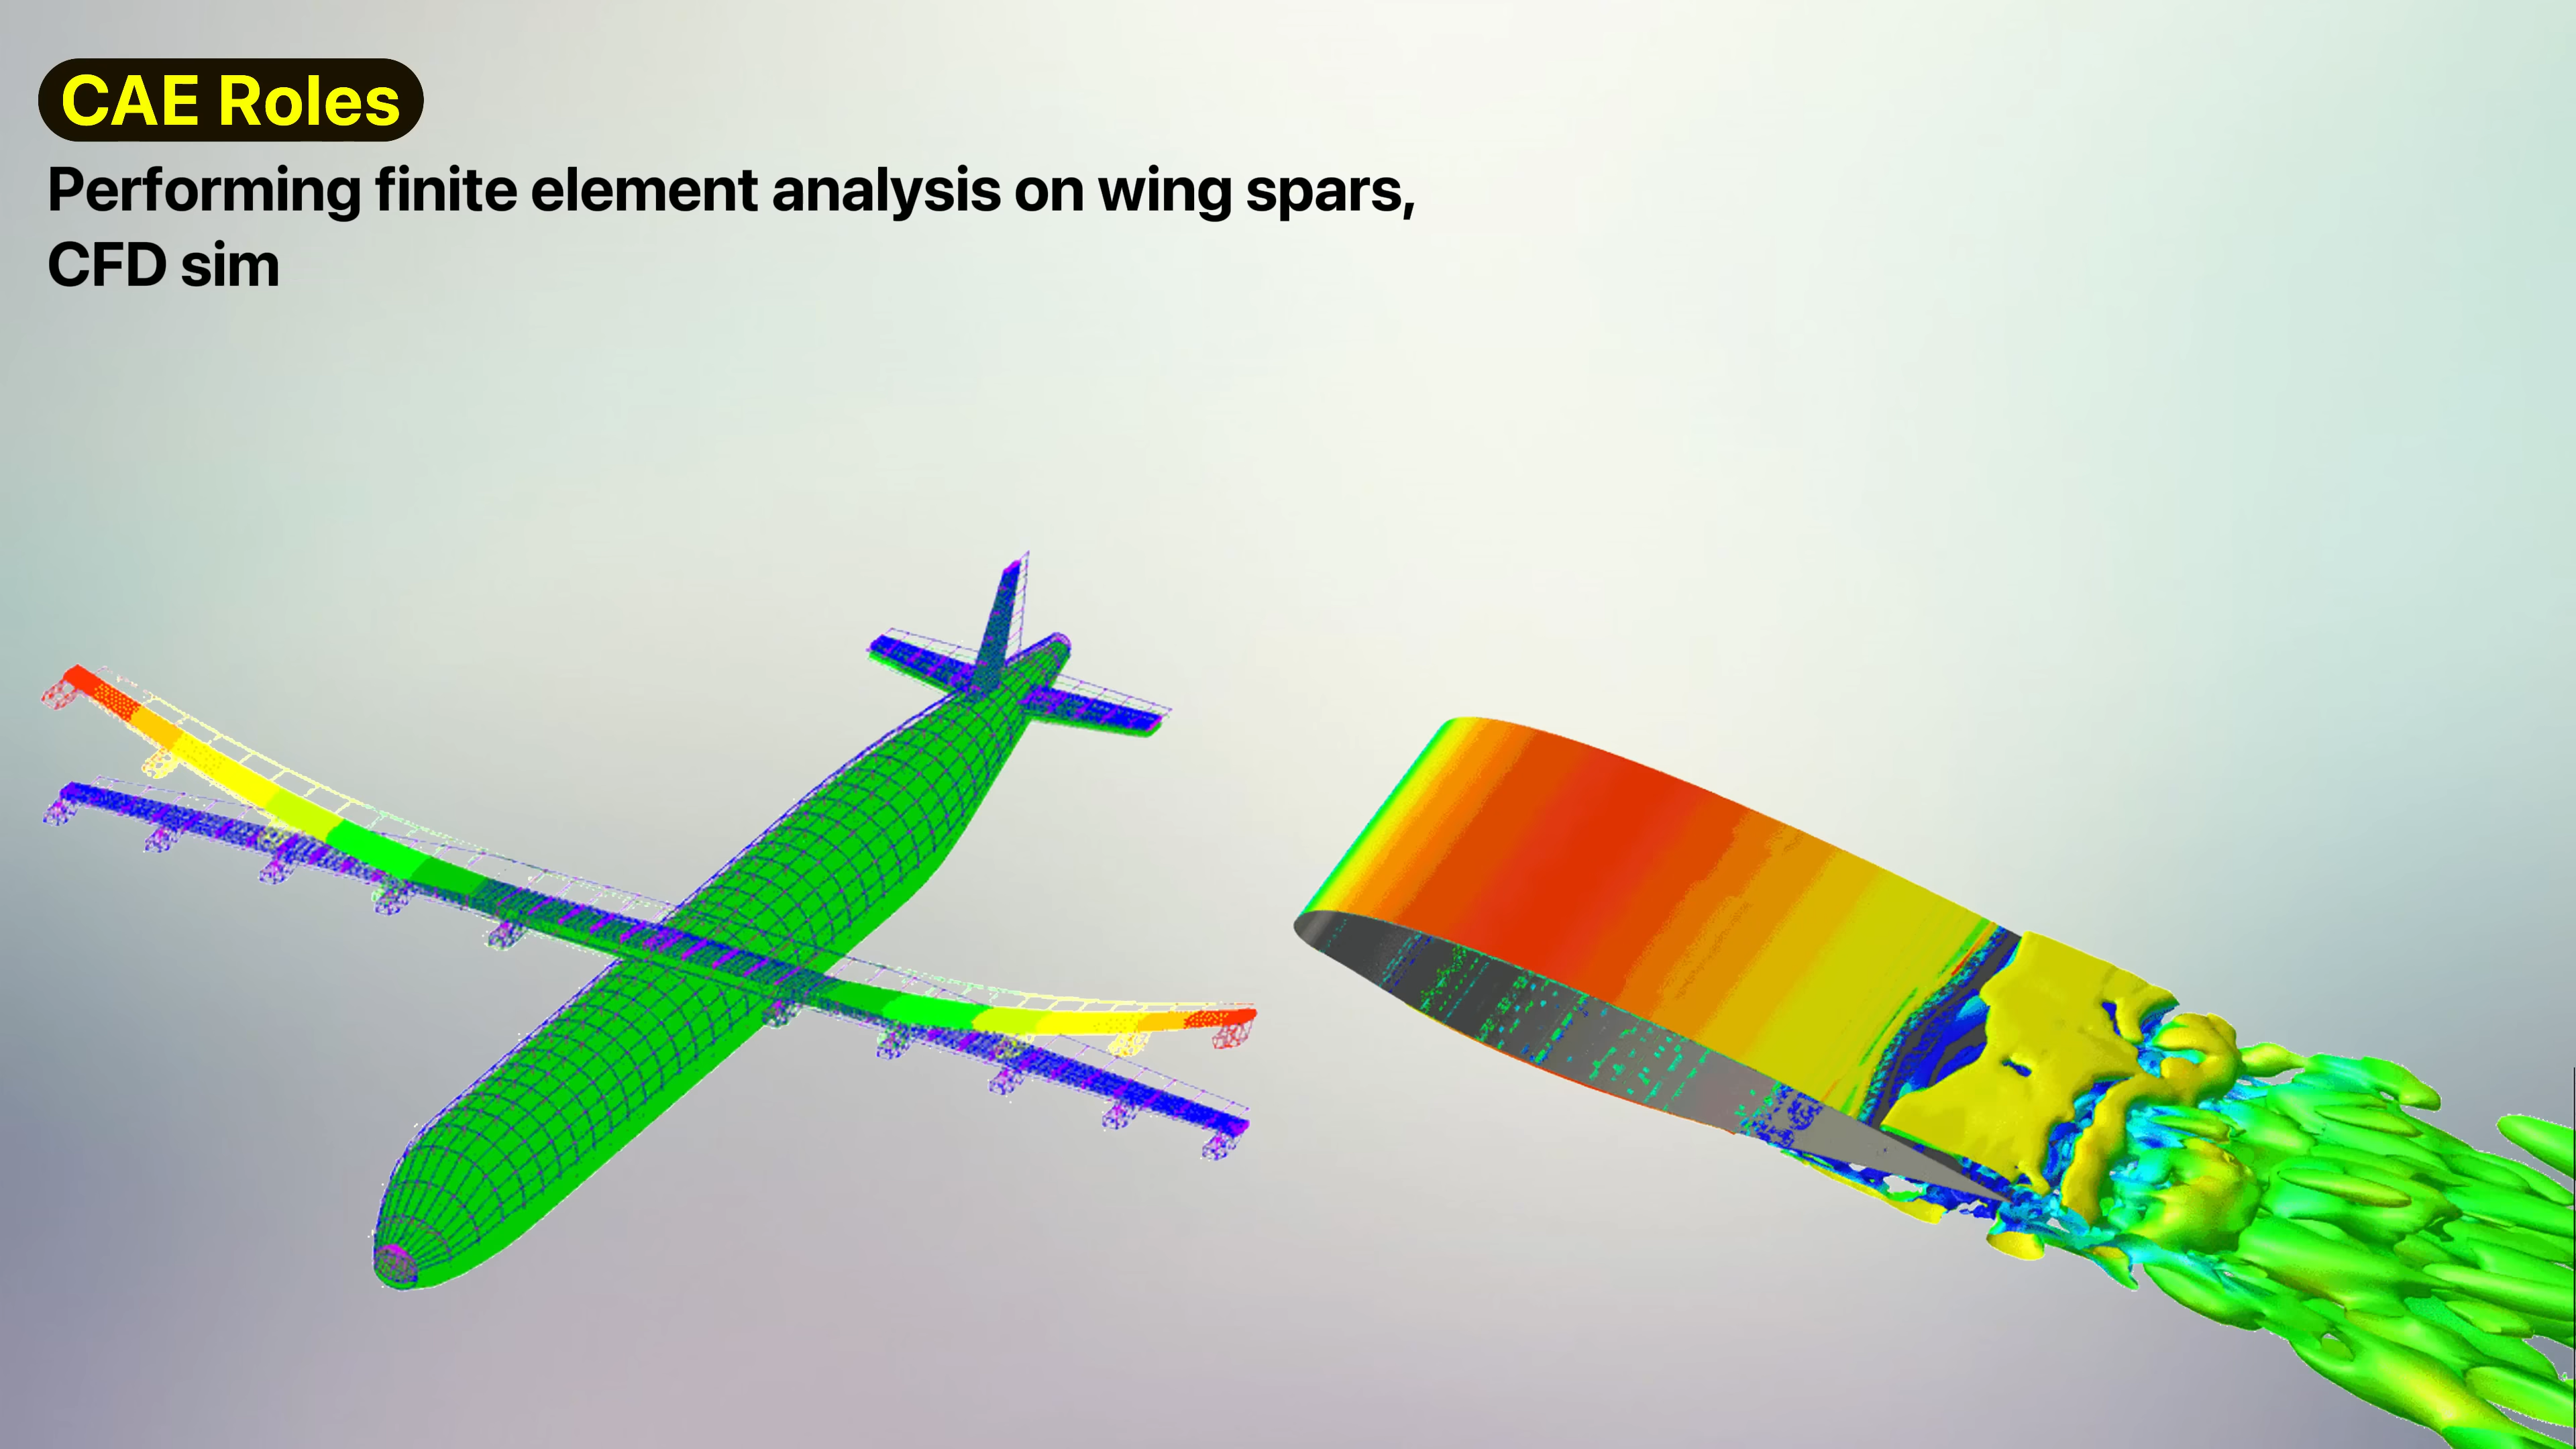 CAE Roles
Performing finite element analysis on wing spars,
CFD sim